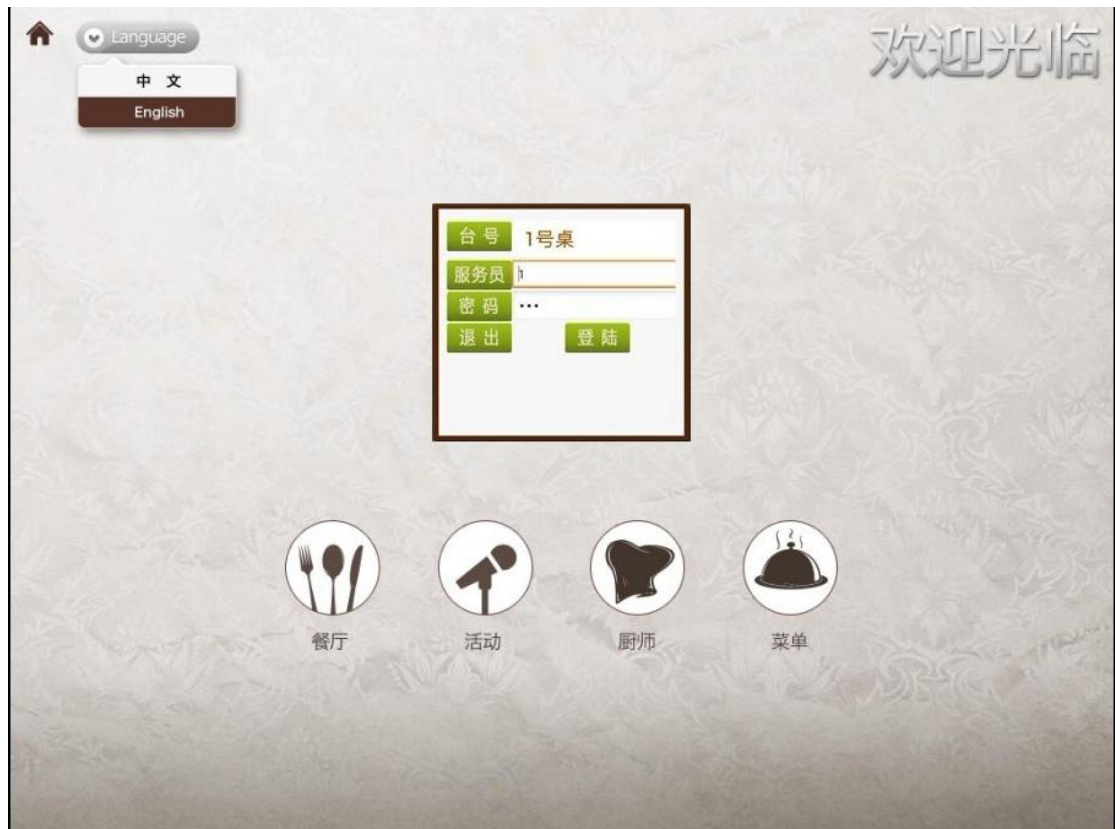 Language
欢迎光临
中 文
English
台 号 1号桌
服务员 1
密 码 •••
退 出 登 陆
餐厅 活动 厨师 菜单